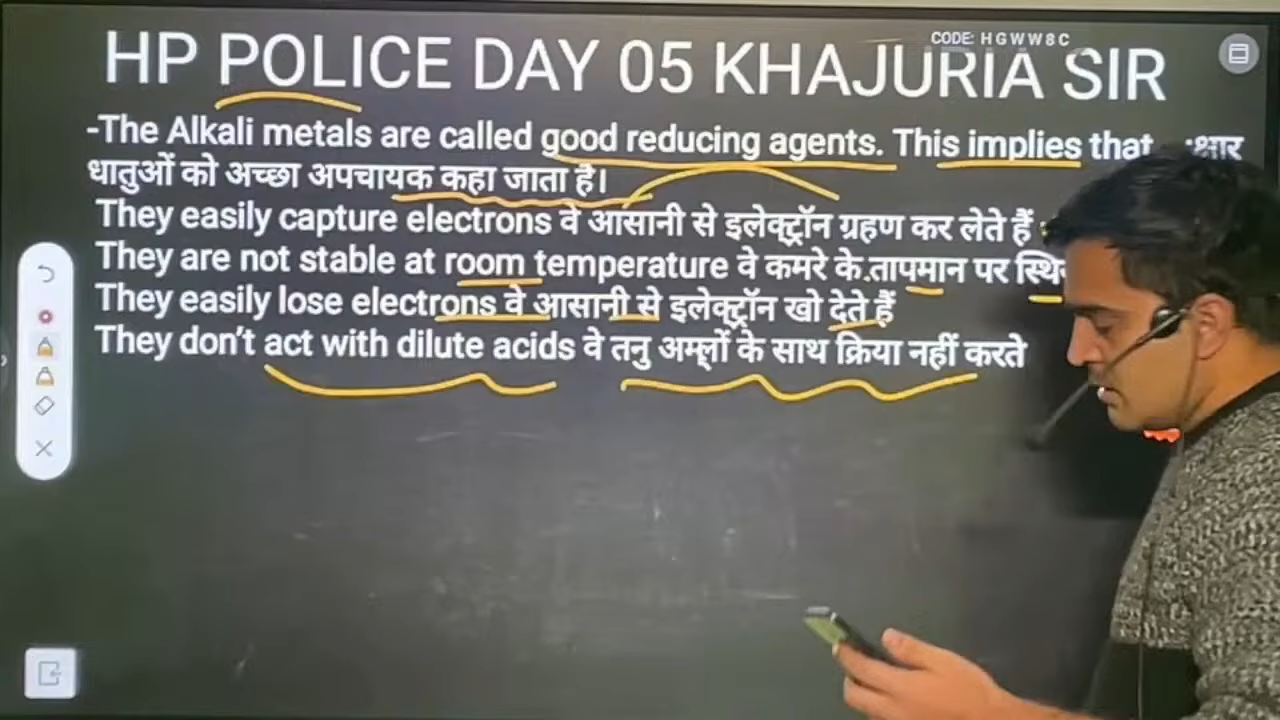 CODE: HGWW8C
HP POLICE DAY 05 KHAJURIA SIR
-The Alkali metals are called good reducing agents. This implies that क्षार
धातुओं को अच्छा अपचायक कहा जाता है।
They easily capture electrons वे आसानी से इलेक्ट्रॉन ग्रहण कर लेते हैं
They are not stable at room temperature वे कमरे के तापमान पर
They easily lose electrons वे आसानी से इलेक्ट्रॉन खो देते हैं
They don't act with dilute acids वे तनु अम्लों के साथ क्रिया नहीं करते